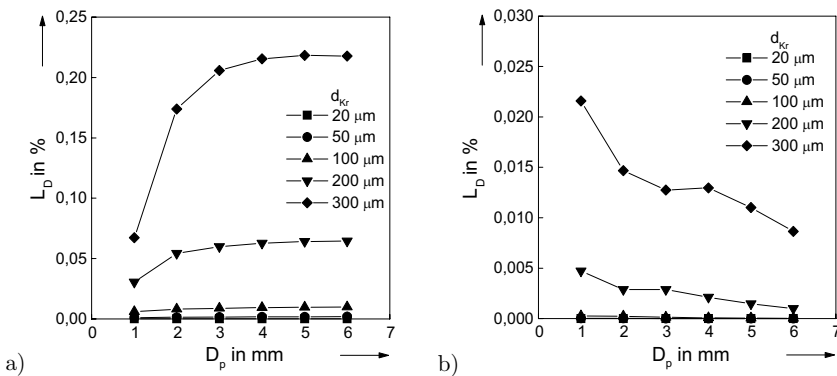 0,25
0,20
0,15
0,10
0,05
0,00
L_D in %
d_Kr
20 μm
50 μm
100 μm
200 μm
300 μm
0 1 2 3 4 5 6 7
D_p in mm
a)
0,030
0,025
0,020
0,015
0,010
0,005
0,000
L_D in %
d_Kr
20 μm
50 μm
100 μm
200 μm
300 μm
0 1 2 3 4 5 6 7
D_p in mm
b)